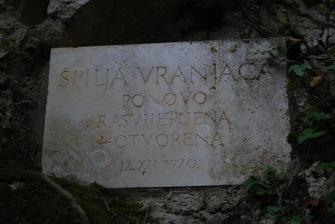 ŠPILJA VRANJAČA
PONOVO
RASVIJETLJENA
I OTVORENA
12. XII. 1970.